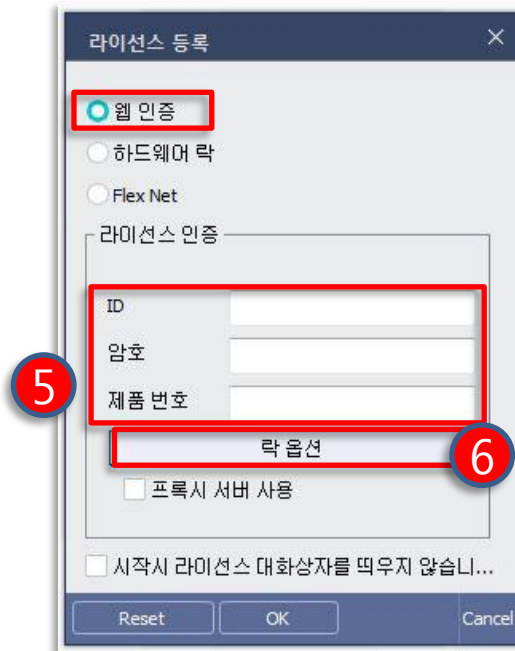 라이선스 등록
웹 인증
하드웨어 락
Flex Net
라이선스 인증
ID
암호
제품 번호
5
락 옵션
6
프록시 서버 사용
시작시 라이선스 대화상자를 띄우지 않습니...
Reset OK Cancel